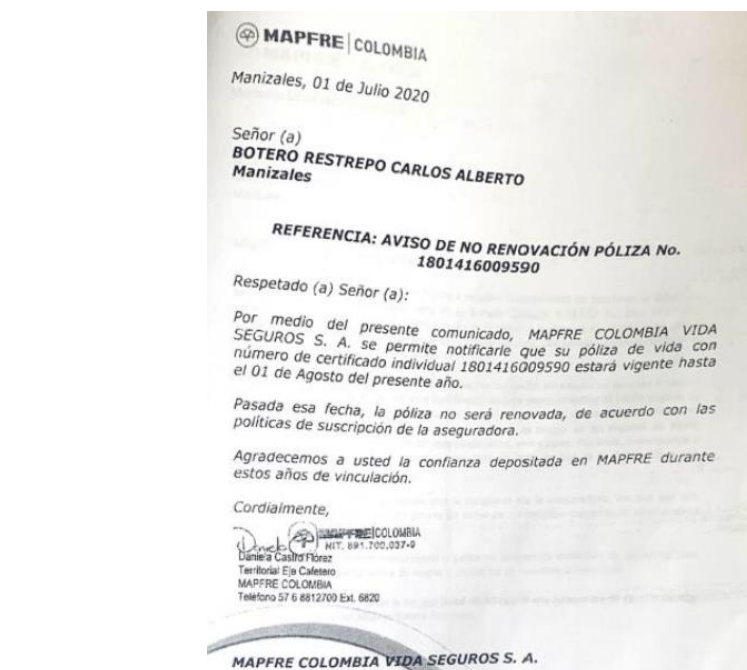 MAPFRE | COLOMBIA
Manizales, 01 de Julio 2020
Señor (a)
BOTERO RESTREPO CARLOS ALBERTO
Manizales
REFERENCIA: AVISO DE NO RENOVACIÓN PÓLIZA No.
1801416009590
Respetado (a) Señor (a):
Por medio del presente comunicado, MAPFRE COLOMBIA VIDA
SEGUROS S. A. se permite notificarle que su póliza de vida con
número de certificado individual 1801416009590 estará vigente hasta
el 01 de Agosto del presente año.
Pasada esa fecha, la póliza no será renovada, de acuerdo con las
políticas de suscripción de la aseguradora.
Agradecemos a usted la confianza depositada en MAPFRE durante
estos años de vinculación.
Cordialmente,
MAPFRE | COLOMBIA
NIT. 891.700.037-9
Daniela
Daniela Castro Florez
Territorial Eje Cafetero
MAPFRE COLOMBIA
Teléfono 57 6 8812700 Ext. 6820
MAPFRE COLOMBIA VIDA SEGUROS S. A.